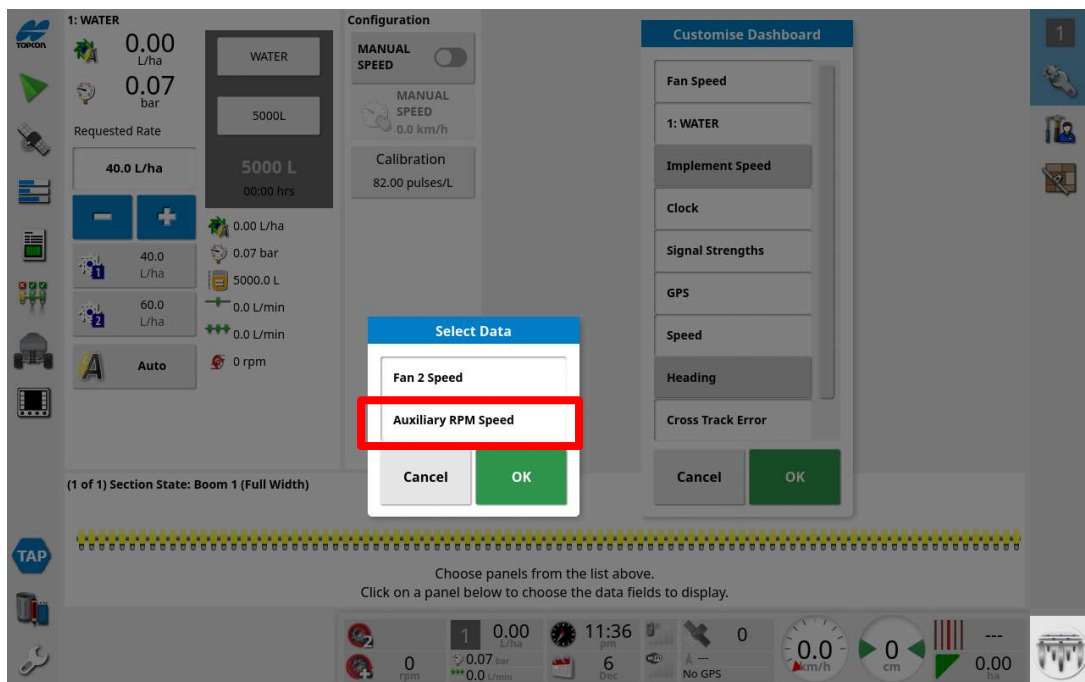 TOPCON
1: WATER
0.00
L/ha
0.07
bar
Requested Rate
40.0 L/ha
1
40.0
L/ha
2
60.0
L/ha
A
Auto
WATER
5000L
5000 L
00:00 hrs
0.00 L/ha
0.07 bar
5000.0 L
0.0 L/min
0.0 L/min
0 rpm
Configuration
MANUAL
SPEED
MANUAL
SPEED
0.0 km/h
Calibration
82.00 pulses/L
Customise Dashboard
Fan Speed
1: WATER
Implement Speed
Clock
Signal Strengths
GPS
Speed
Heading
Cross Track Error
Cancel
OK
Select Data
Fan 2 Speed
Auxiliary RPM Speed
Cancel
OK
1
(1 of 1) Section State: Boom 1 (Full Width)
TAP
Choose panels from the list above.
Click on a panel below to choose the data fields to display.
2
0
rpm
1
0.00
L/ha
0.07 bar
0.0 L/min
11:36
pm
6
Dec
0
A --
No GPS
0.0
km/h
0
cm
---
0.00
ha